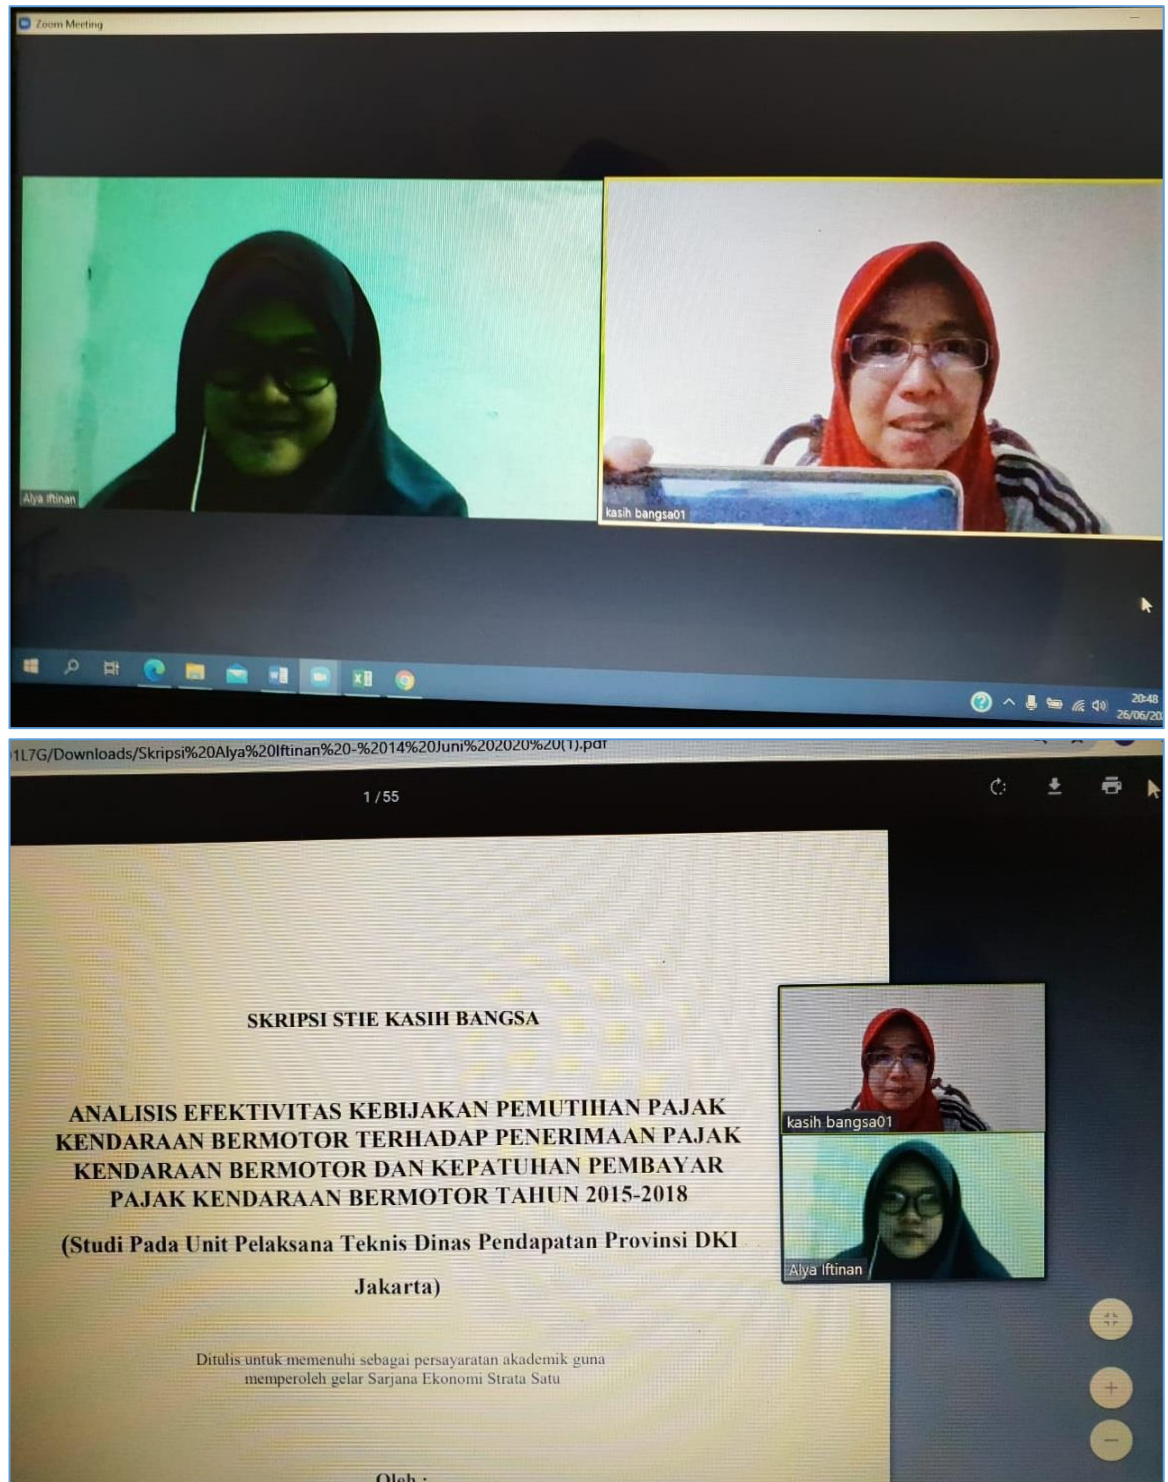 Zoom Meeting
Alya Iftinan
kasih bangsa01
20:48
26/06/20
1L7G/Downloads/Skripsi%20Alya%20Iftinan%20-%2014%20Juni%202020%20(1).pdf
1 / 55
SKRIPSI STIE KASIH BANGSA
ANALISIS EFEKTIVITAS KEBIJAKAN PEMUTIHAN PAJAK
KENDARAAN BERMOTOR TERHADAP PENERIMAAN PAJAK
KENDARAAN BERMOTOR DAN KEPATUHAN PEMBAYAR
PAJAK KENDARAAN BERMOTOR TAHUN 2015-2018
(Studi Pada Unit Pelaksana Teknis Dinas Pendapatan Provinsi DKI
Jakarta)
Ditulis untuk memenuhi sebagai persayaratan akademik guna
memperoleh gelar Sarjana Ekonomi Strata Satu
Oleh :
kasih bangsa01
Alya Iftinan